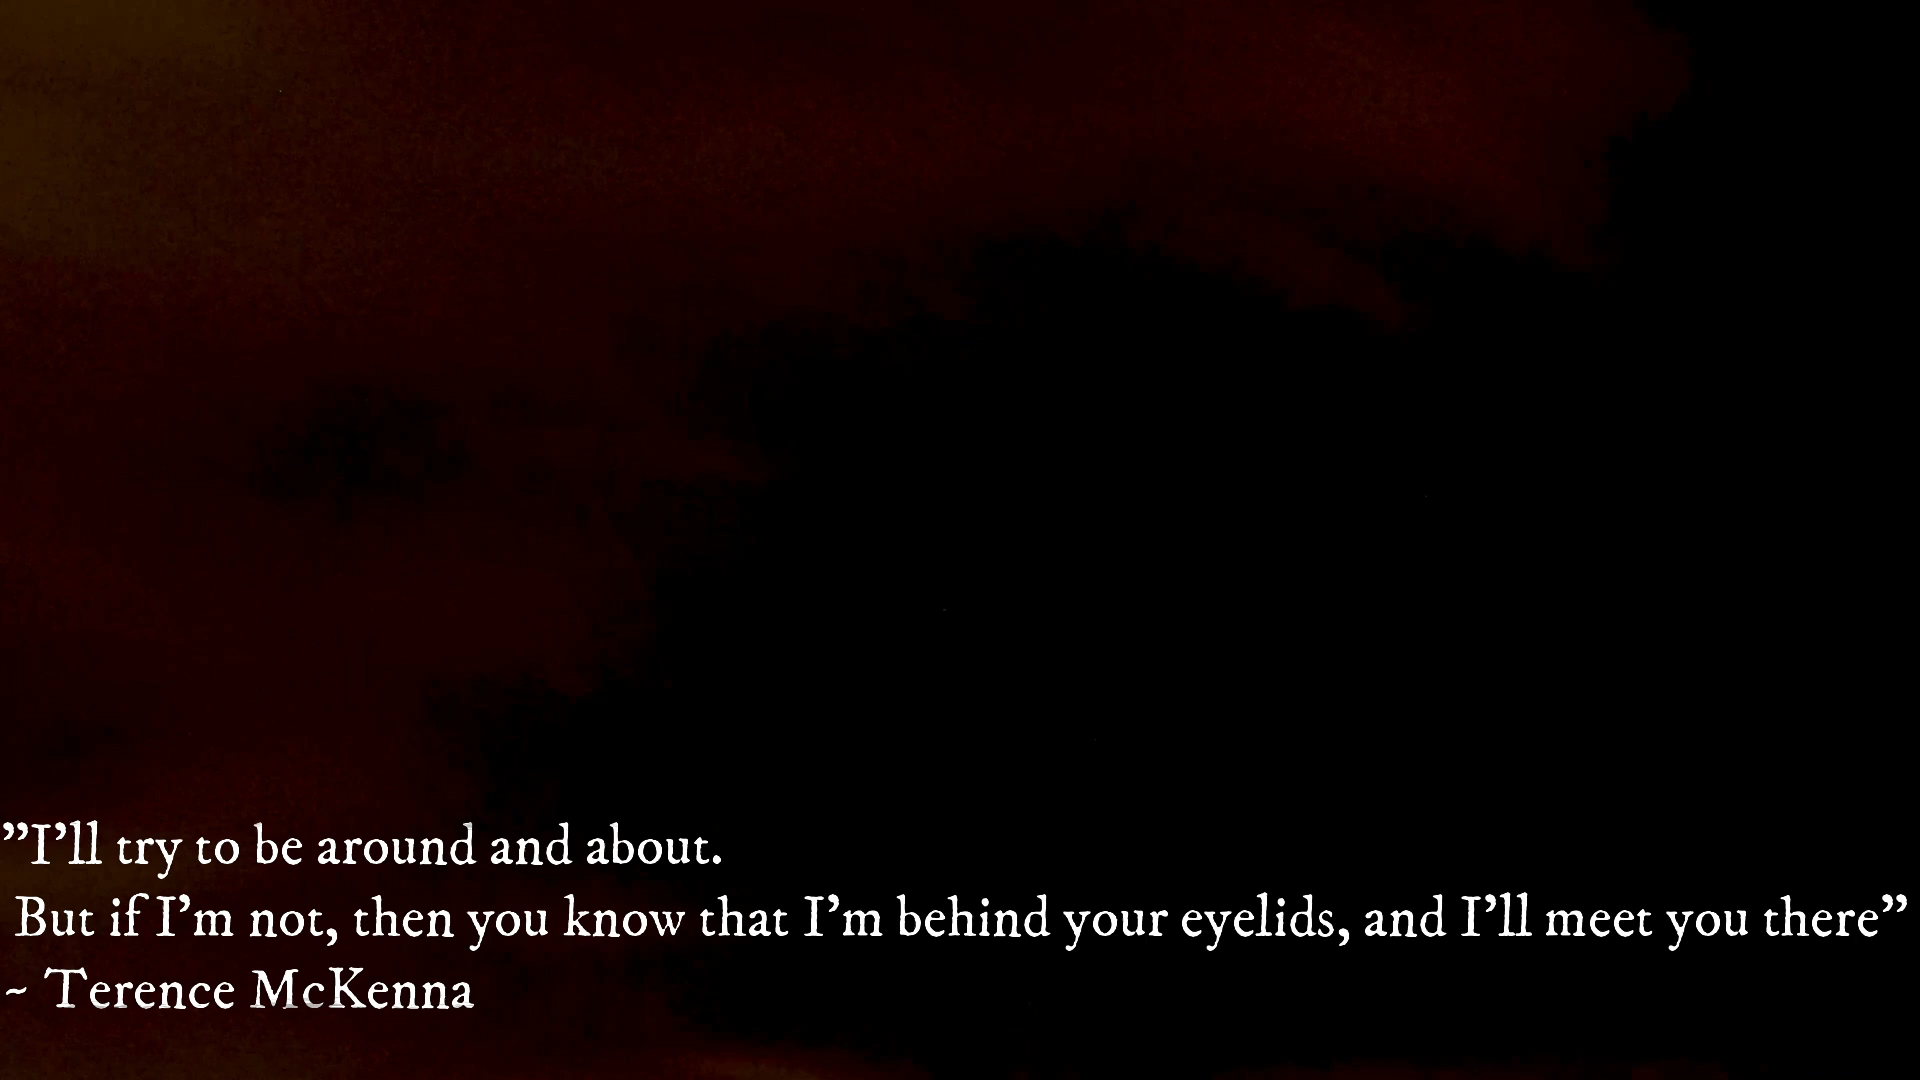 ”I’ll try to be around and about.
But if I’m not, then you know that I’m behind your eyelids, and I’ll meet you there”
~ Terence McKenna